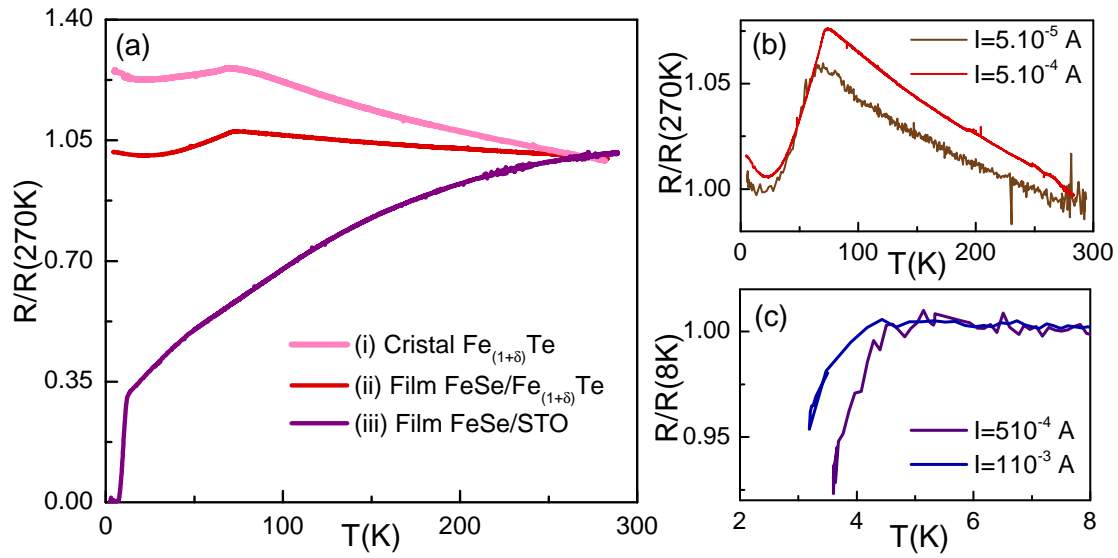 (a)
R/R(270K)
1.40
1.05
0.70
0.35
0.00
(i) Cristal Fe(1+δ)Te
(ii) Film FeSe/Fe(1+δ)Te
(iii) Film FeSe/STO
0 100 200 300
T(K)
(b)
R/R(270K)
1.05
1.00
I=5.10-5 A
I=5.10-4 A
0 100 200 300
T(K)
(c)
R/R(8K)
1.00
0.95
I=510-4 A
I=110-3 A
2 4 6 8
T(K)